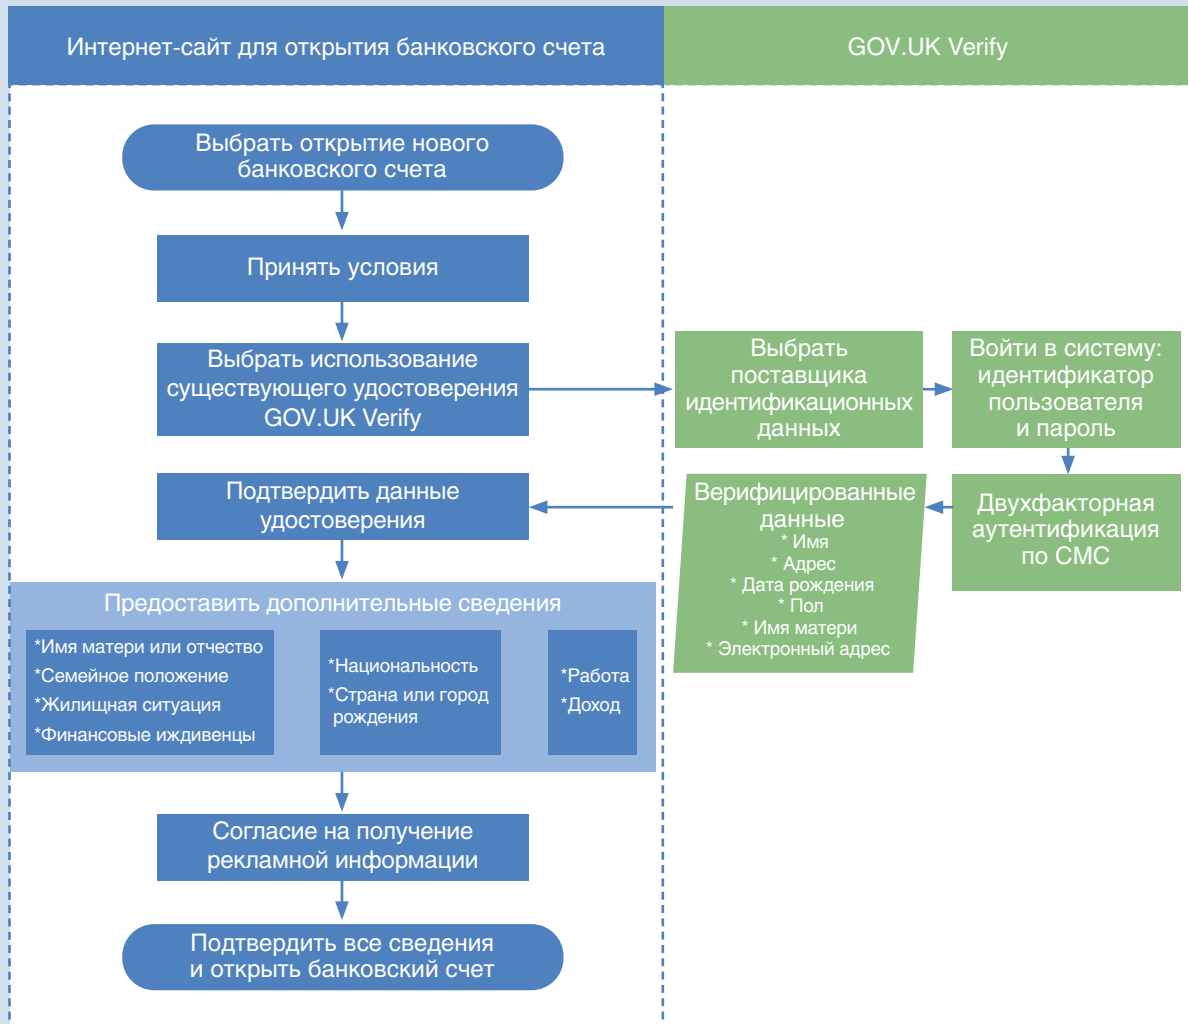 Интернет-сайт для открытия банковского счета
GOV.UK Verify
Выбрать открытие нового
банковского счета
Принять условия
Выбрать использование
существующего удостоверения
GOV.UK Verify
Выбрать
поставщика
идентификационных
данных
Войти в систему:
идентификатор
пользователя
и пароль
Двухфакторная
аутентификация
по СМС
Верифицированные
данные
* Имя
* Адрес
* Дата рождения
* Пол
* Имя матери
* Электронный адрес
Подтвердить данные
удостоверения
Предоставить дополнительные сведения
*Имя матери или отчество
*Семейное положение
*Жилищная ситуация
*Финансовые иждивенцы
*Национальность
*Страна или город
рождения
*Работа
*Доход
Согласие на получение
рекламной информации
Подтвердить все сведения
и открыть банковский счет